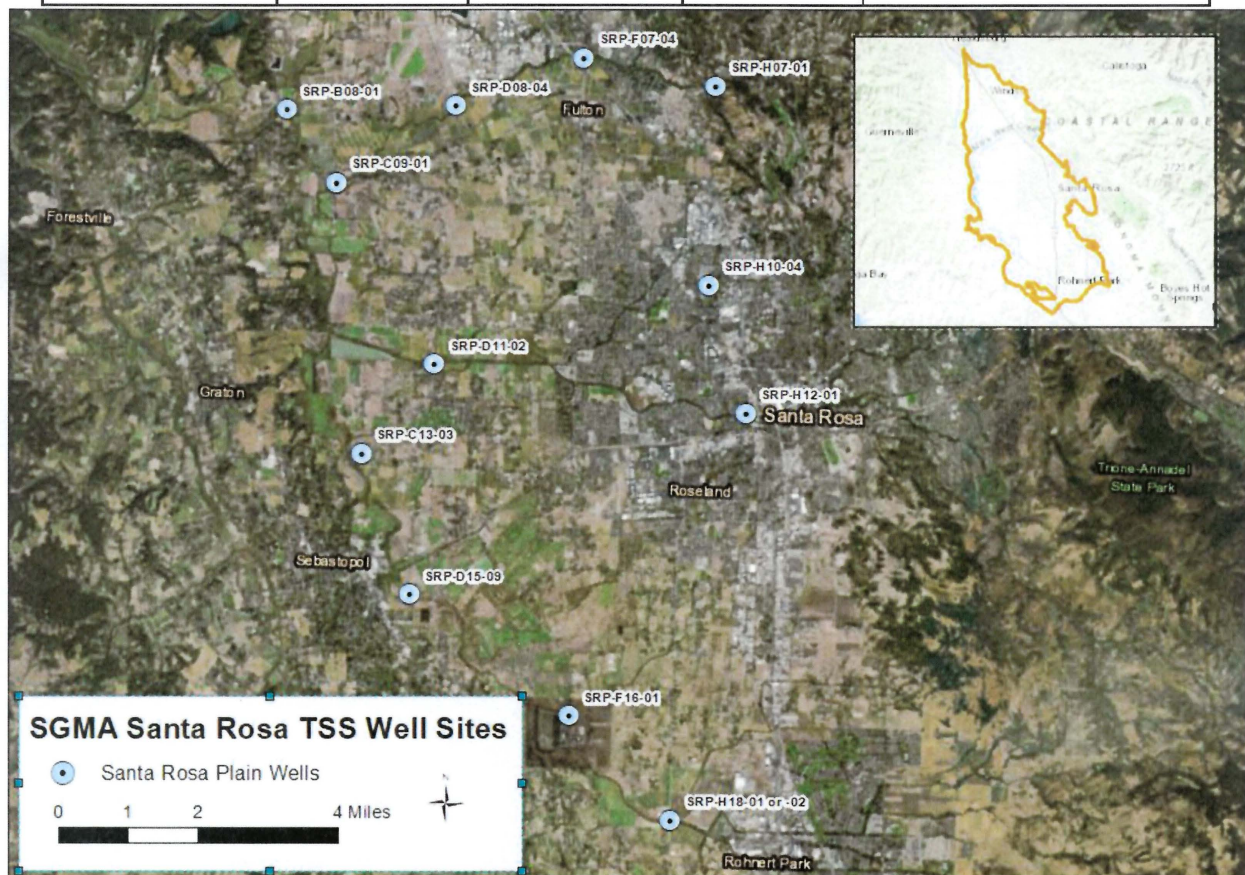 SRP-F07-04
SRP-H07-01
SRP-B08-01
SRP-D08-04
Fulton
SRP-C09-01
Forestville
SRP-H10-04
SRP-D11-02
Graton
SRP-H12-01
Santa Rosa
SRP-C13-03
Roseland
Trione-Annadel
State Park
Sebastopol
SRP-D15-09
SRP-F16-01
SRP-H18-01 or -02
Rohnert Park
Calistoga
Guerneville
COASTAL RANGE
Santa Rosa
Rohnert Park
ga Bay
Boyes Hot
Springs
SGMA Santa Rosa TSS Well Sites
Santa Rosa Plain Wells
N
0 1 2 4 Miles